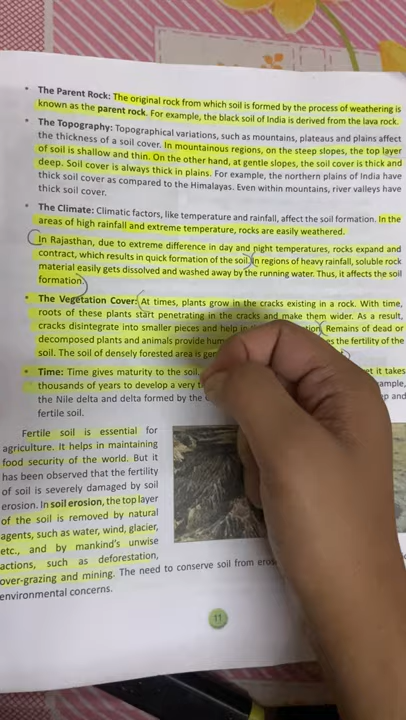 • The Parent Rock: The original rock from which soil is formed by the process of weathering is
known as the parent rock. For example, the black soil of India is derived from the lava rock.
• The Topography: Topographical variations, such as mountains, plateaus and plains affect
the thickness of a soil cover. In mountainous regions, on the steep slopes, the top layer
of soil is shallow and thin. On the other hand, at gentle slopes, the soil cover is thick and
deep. Soil cover is always thick in plains. For example, the northern plains of India have
thick soil cover as compared to the Himalayas. Even within mountains, river valleys have
thick soil cover.
• The Climate: Climatic factors, like temperature and rainfall, affect the soil formation. In the
areas of high rainfall and extreme temperature, rocks are easily weathered.
In Rajasthan, due to extreme difference in day and night temperatures, rocks expand and
contract, which results in quick formation of the soil. In regions of heavy rainfall, soluble rock
material easily gets dissolved and washed away by the running water. Thus, it affects the soil
formation.
• The Vegetation Cover: At times, plants grow in the cracks existing in a rock. With time,
roots of these plants start penetrating in the cracks and make them wider. As a result,
cracks disintegrate into smaller pieces and help in Remains of dead or
decomposed plants and animals provide the fertility of
soil. The soil of densely forested area is
• Time: Time gives maturity to the soil. it takes
thousands of years to develop a very
the Nile delta and delta formed by the and
fertile soil.
Fertile soil is essential for
agriculture. It helps in maintaining
food security of the world. But it
has been observed that the fertility
of soil is severely damaged by soil
erosion. In soil erosion, the top layer
of the soil is removed by natural
agents, such as water, wind, glacier,
etc., and by mankind's unwise
actions, such as deforestation,
over-grazing and mining. The need to conserve soil from
environmental concerns.
11